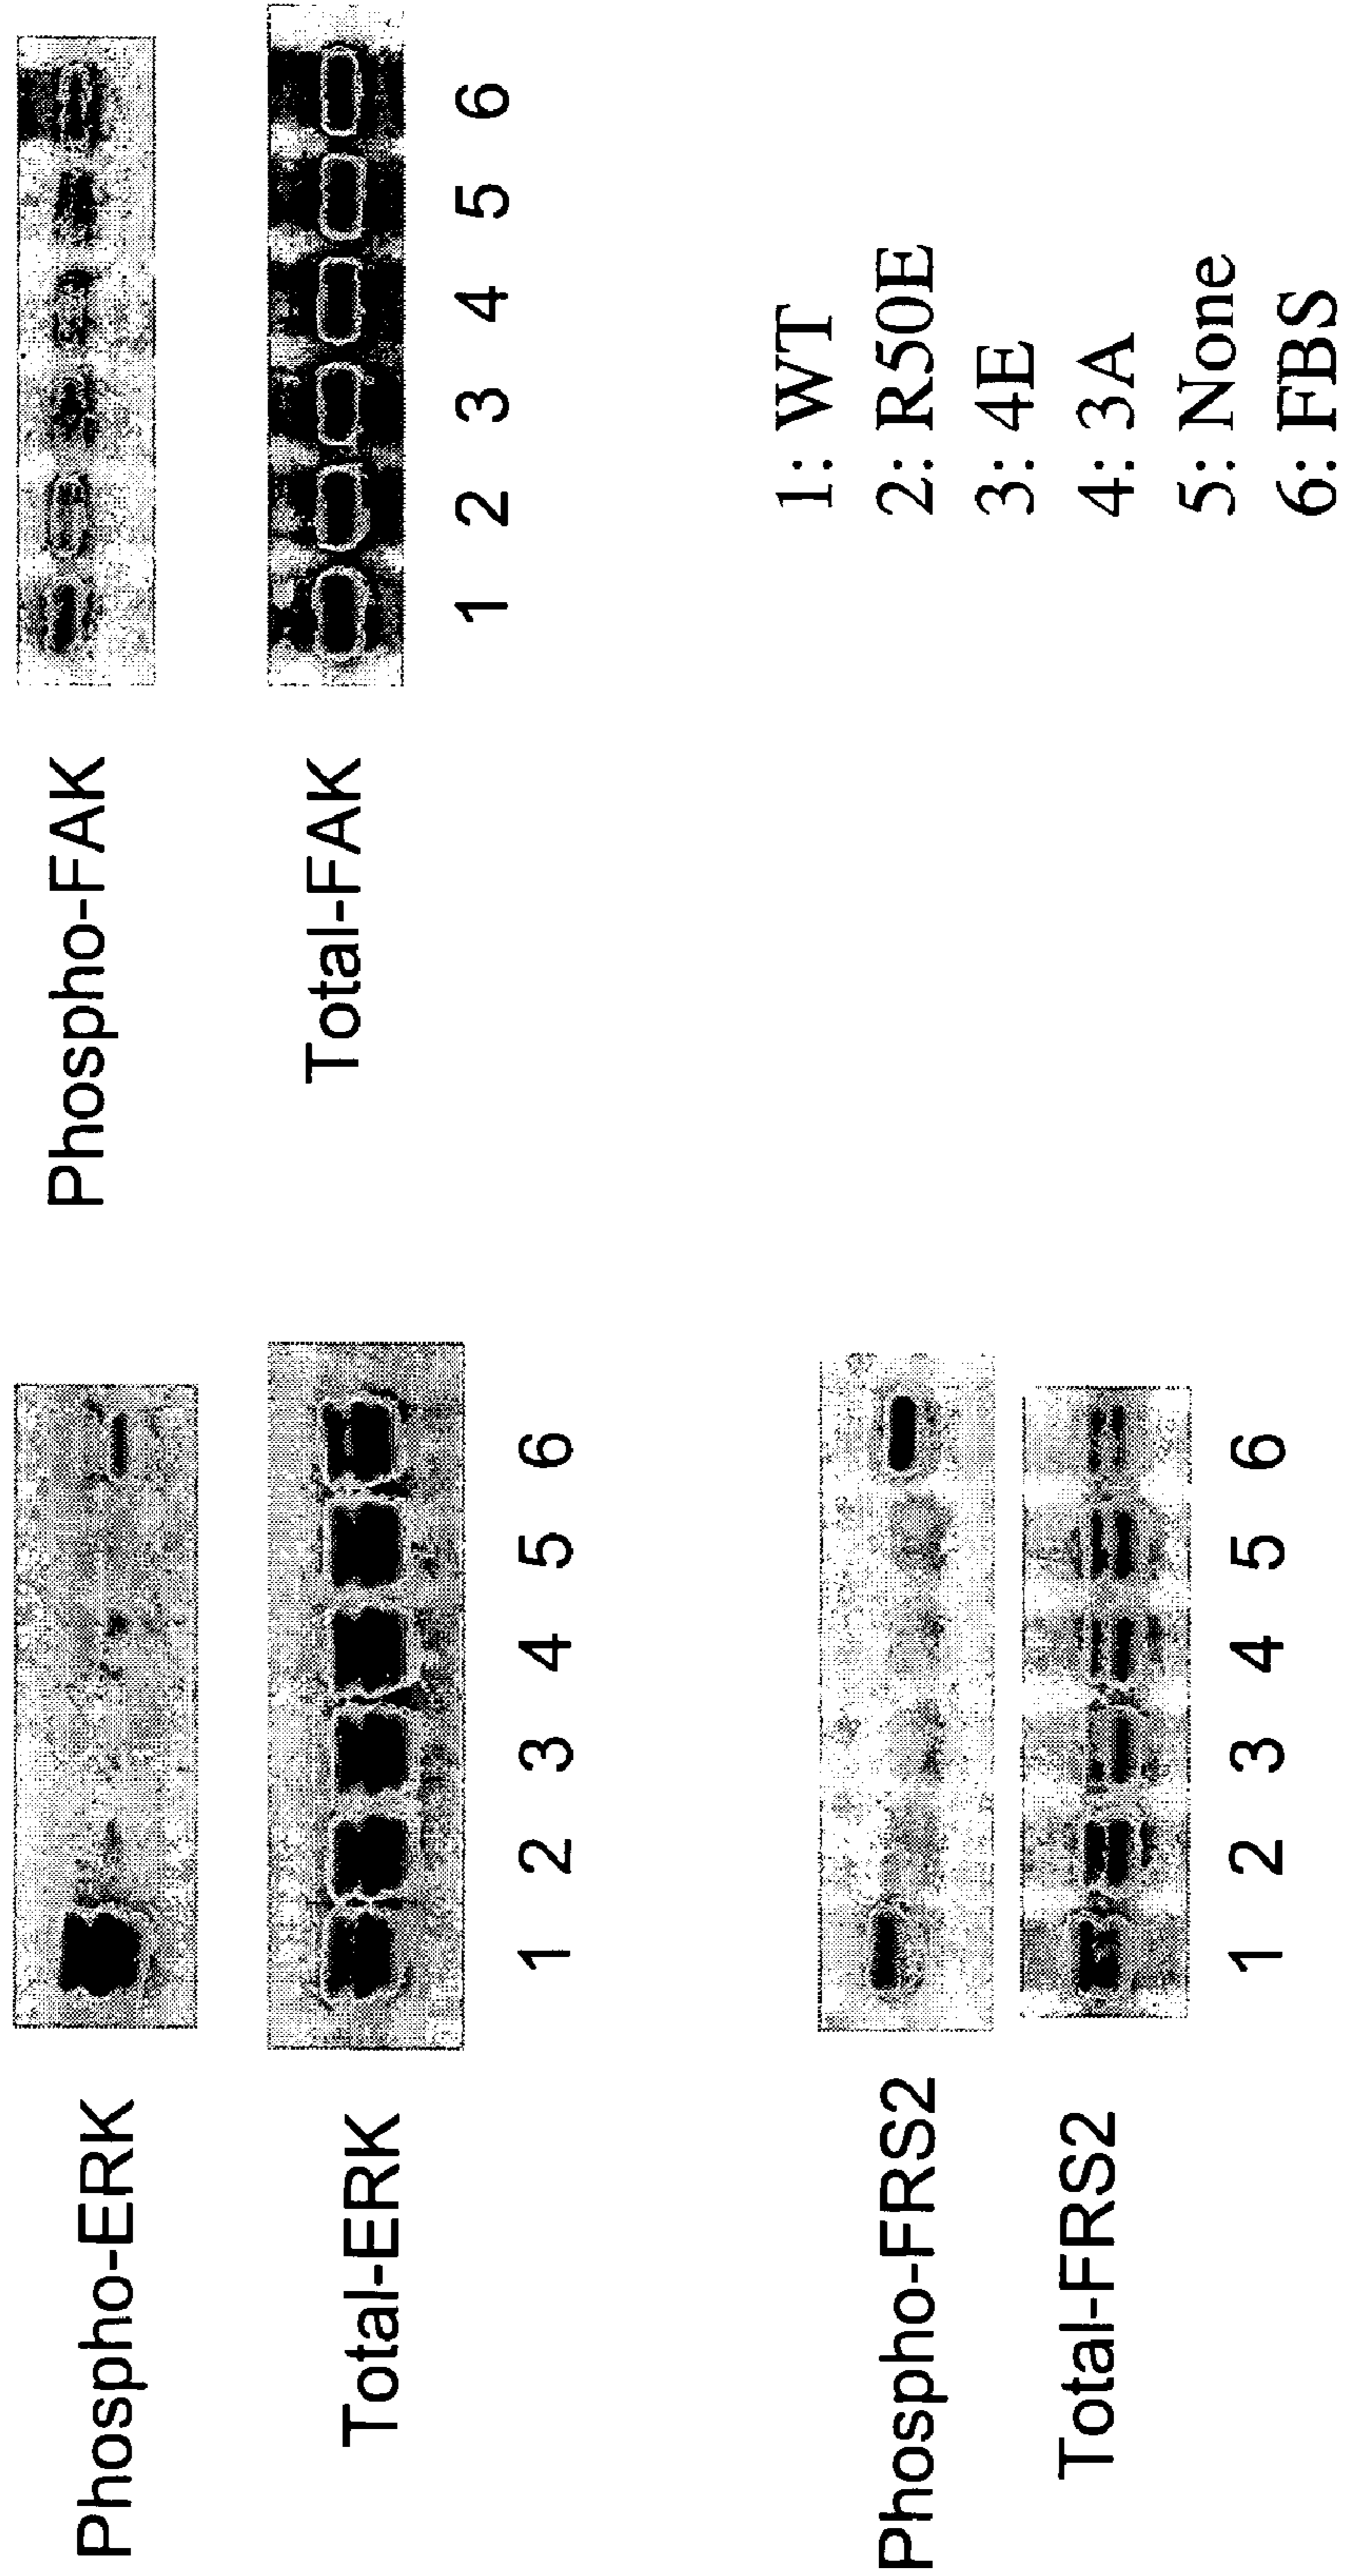 Phospho-ERK
Total-ERK
1 2 3 4 5 6
Phospho-FAK
Total-FAK
1 2 3 4 5 6
Phospho-FRS2
Total-FRS2
1 2 3 4 5 6
1: WT
2: R50E
3: 4E
4: 3A
5: None
6: FBS